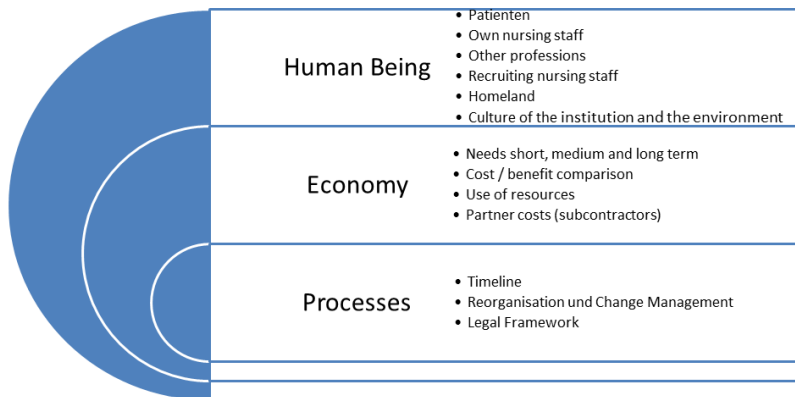 Human Being
• Patienten
• Own nursing staff
• Other professions
• Recruiting nursing staff
• Homeland
• Culture of the institution and the environment
Economy
• Needs short, medium and long term
• Cost / benefit comparison
• Use of resources
• Partner costs (subcontractors)
Processes
• Timeline
• Reorganisation und Change Management
• Legal Framework